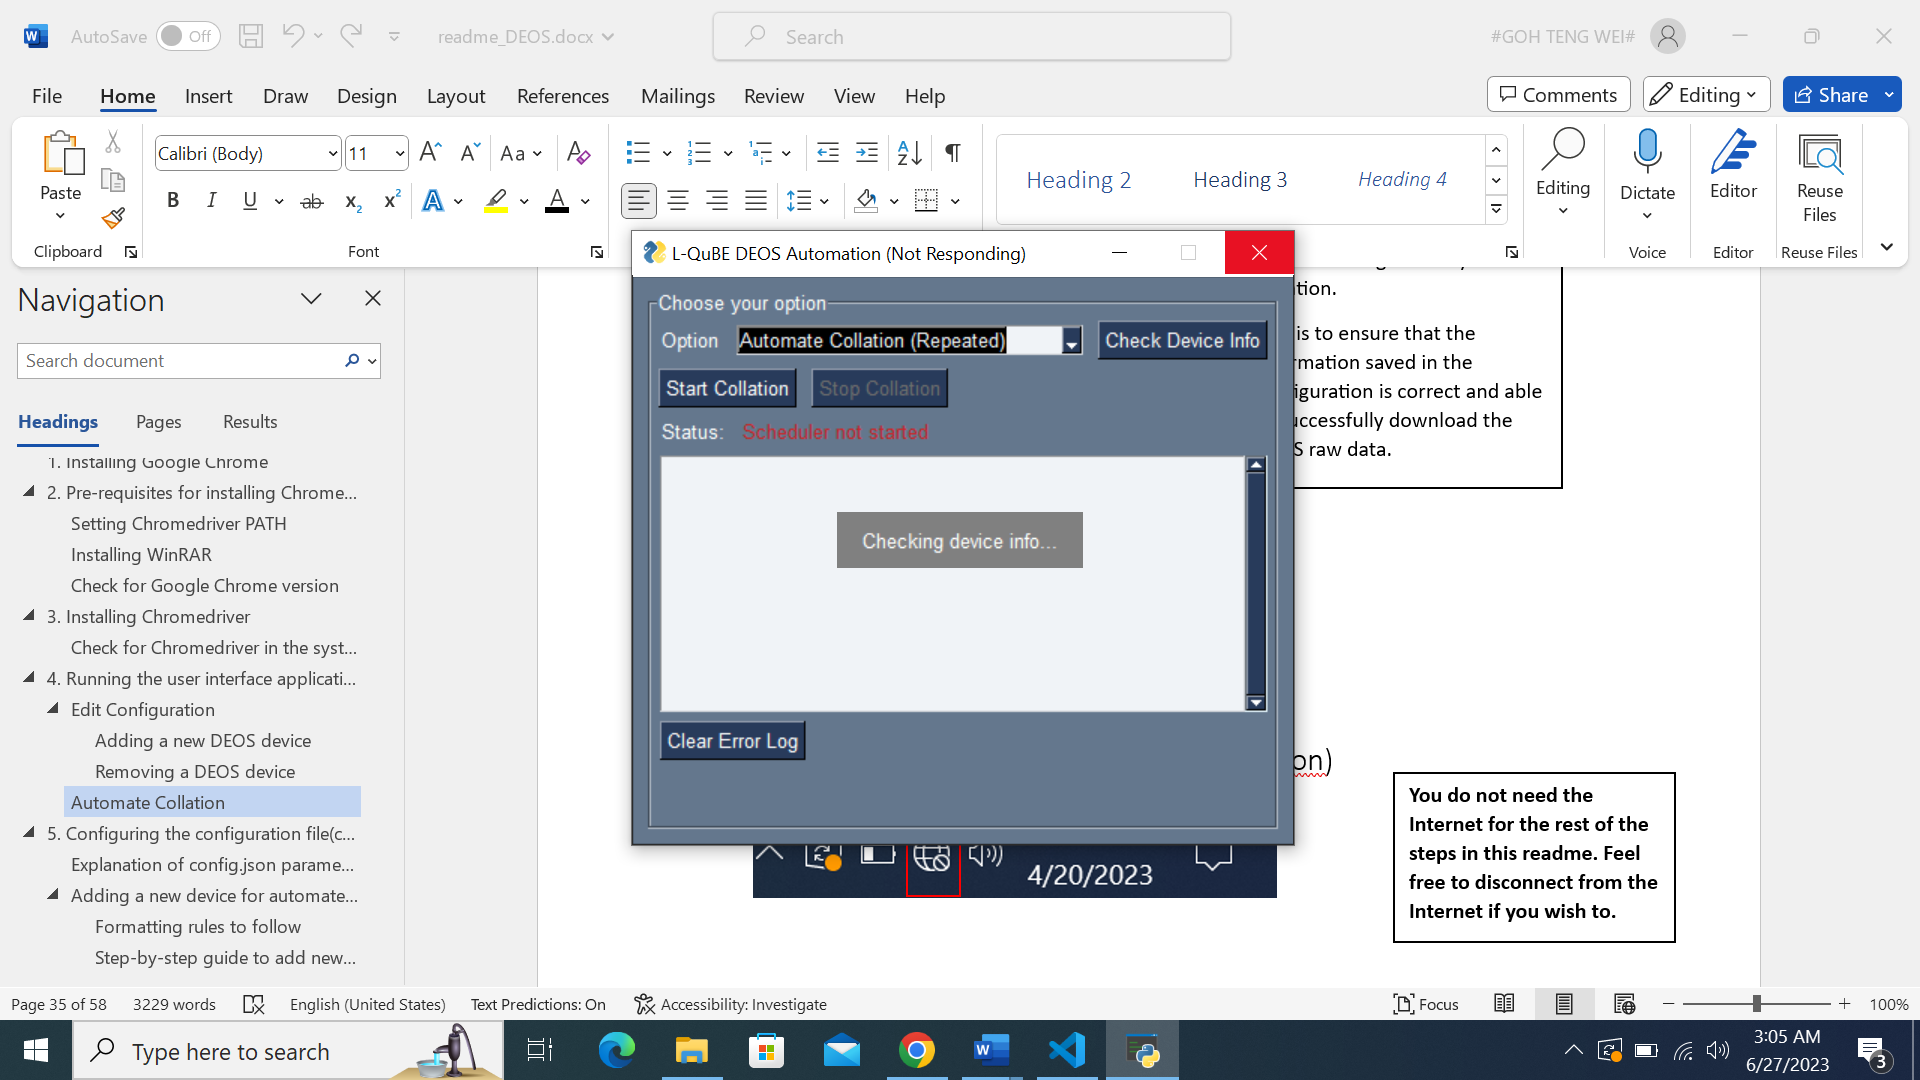 AutoSave Off readme_DEOS.docx Search #GOH TENG WEI#
File Home Insert Draw Design Layout References Mailings Review View Help Comments Editing Share
Paste
Clipboard
Calibri (Body) 11
Font
Heading 2 Heading 3 Heading 4
Editing
Dictate
Voice
Editor
Editor
Reuse
Files
Reuse Files
Navigation
Search document
Headings Pages Results
1. Installing Google Chrome
2. Pre-requisites for installing Chrome...
Setting Chromedriver PATH
Installing WinRAR
Check for Google Chrome version
3. Installing Chromedriver
Check for Chromedriver in the syst...
4. Running the user interface applicati...
Edit Configuration
Adding a new DEOS device
Removing a DEOS device
Automate Collation
5. Configuring the configuration file(c...
Explanation of config.json parame...
Adding a new device for automate...
Formatting rules to follow
Step-by-step guide to add new...
L-QuBE DEOS Automation (Not Responding)
Choose your option
Option Automate Collation (Repeated) Check Device Info
Start Collation Stop Collation
Status: Scheduler not started
Checking device info...
Clear Error Log
tion.
is to ensure that the
rmation saved in the
iguration is correct and able
uccessfully download the
S raw data.
on)
You do not need the
Internet for the rest of the
steps in this readme. Feel
free to disconnect from the
Internet if you wish to.
4/20/2023
Page 35 of 58 3229 words English (United States) Text Predictions: On Accessibility: Investigate Focus 100%
Type here to search
3:05 AM
6/27/2023
3